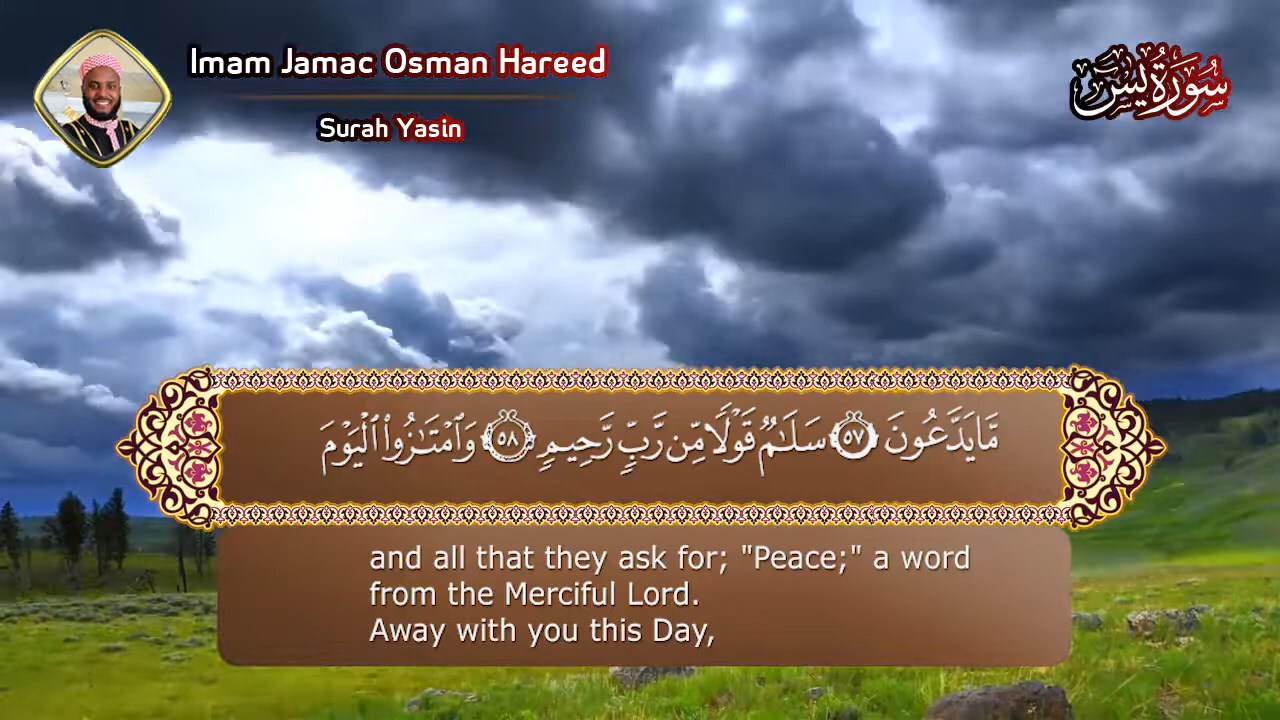 Imam Jamac Osman Hareed
Surah Yasin
سُورَةُ يسٓ
مَّا يَدَّعُونَ ٥٧ سَلَٰمٌ قَوْلًا مِّن رَّبٍّ رَّحِيمٍ ٥٨ وَٱمْتَٰزُوا۟ ٱلْيَوْمَ
and all that they ask for; "Peace;" a word
from the Merciful Lord.
Away with you this Day,